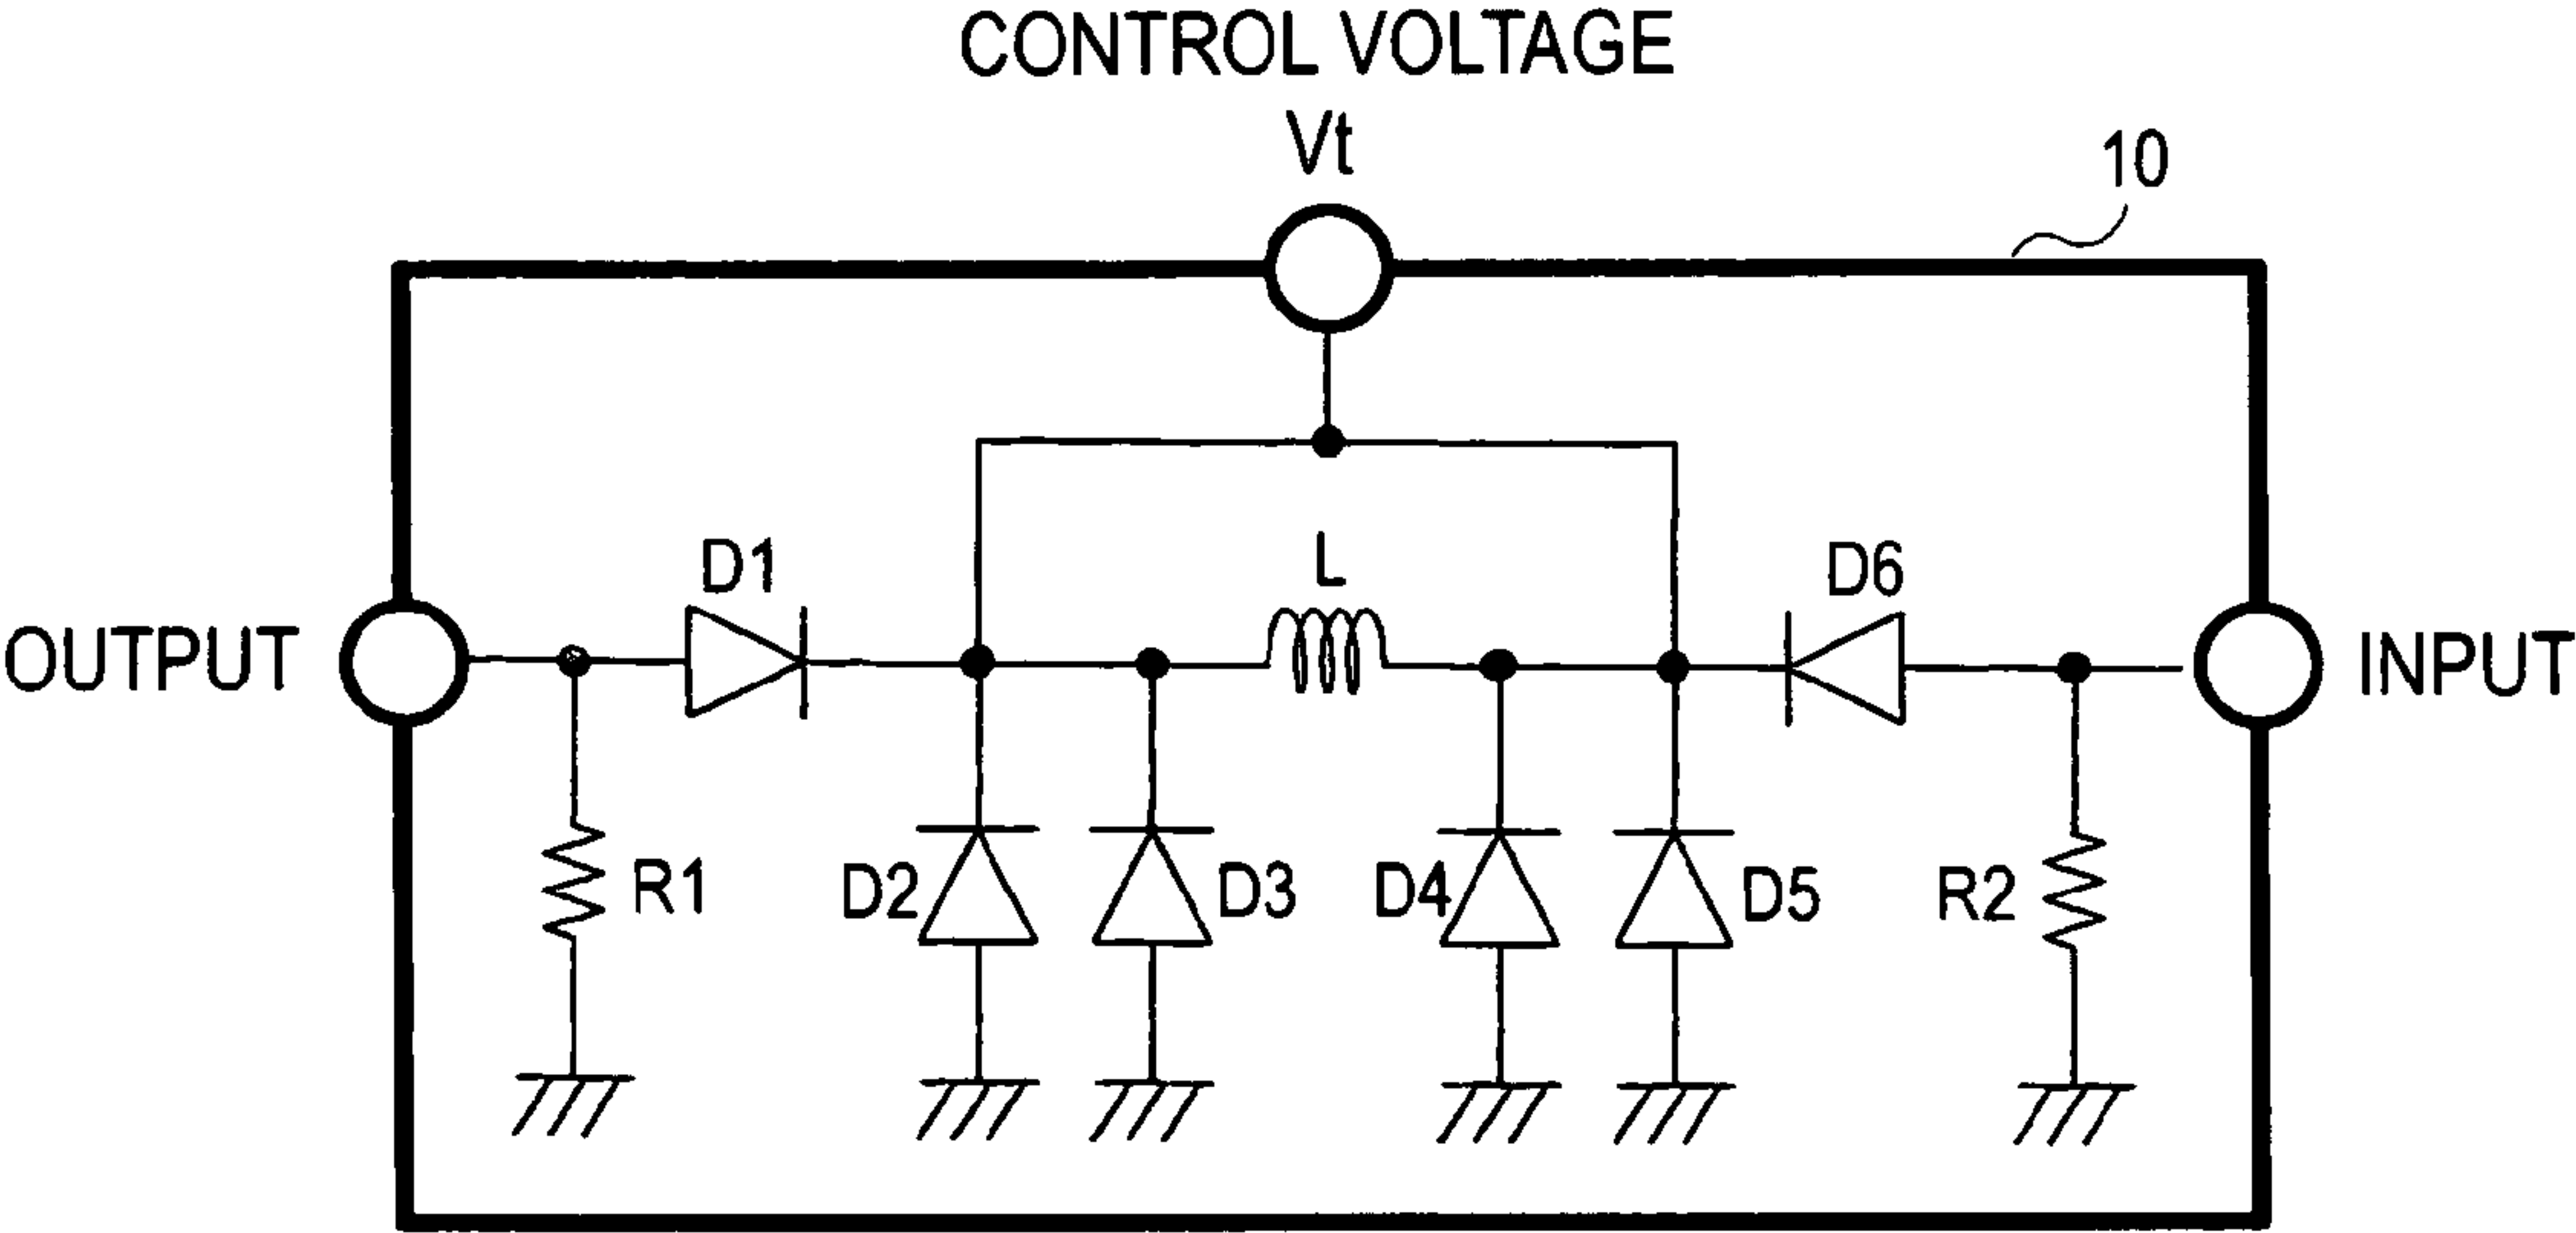 CONTROL VOLTAGE
Vt
10
D1
L
D6
OUTPUT
INPUT
R1
D2
D3
D4
D5
R2